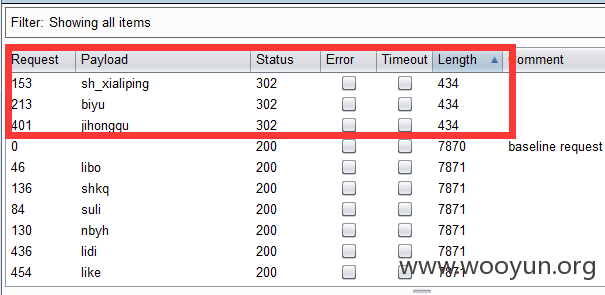 Filter: Showing all items
Request Payload Status Error Timeout Length Comment
153 sh_xialiping 302 434
213 biyu 302 434
401 jihongqu 302 434
0 200 7870 baseline request
46 libo 200 7871
136 shkq 200 7871
84 suli 200 7871
130 nbyh 200 7871
436 lidi 200 7871
454 like 200 7871
www.wooyun.org